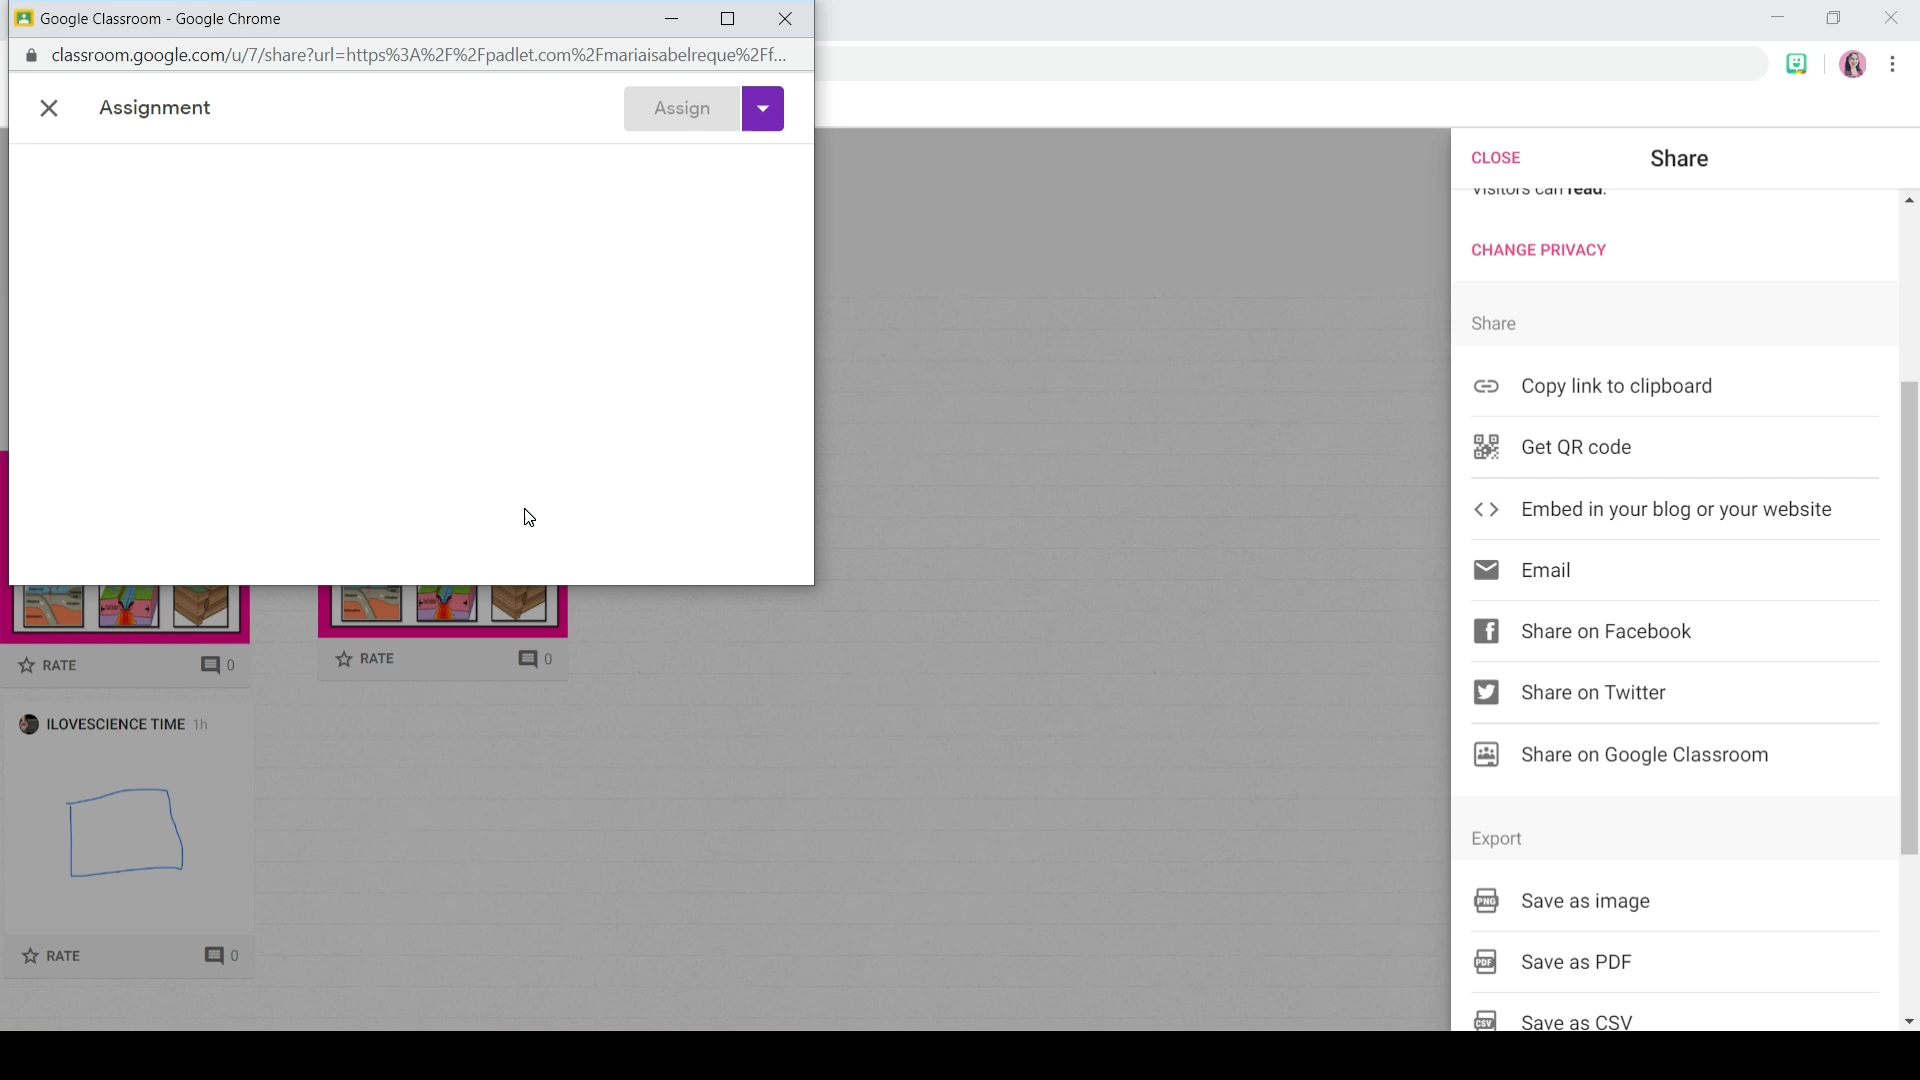 Google Classroom - Google Chrome
classroom.google.com/u/7/share?url=https%3A%2F%2Fpadlet.com%2Fmariaisabelreque%2Ff...
Assignment
Assign
CLOSE
Share
Visitors can read.
CHANGE PRIVACY
Share
Copy link to clipboard
Get QR code
Embed in your blog or your website
Email
Share on Facebook
Share on Twitter
Share on Google Classroom
Export
PNG Save as image
PDF Save as PDF
CSV Save as CSV
RATE 0
RATE 0
ILOVESCIENCE TIME 1h
RATE 0